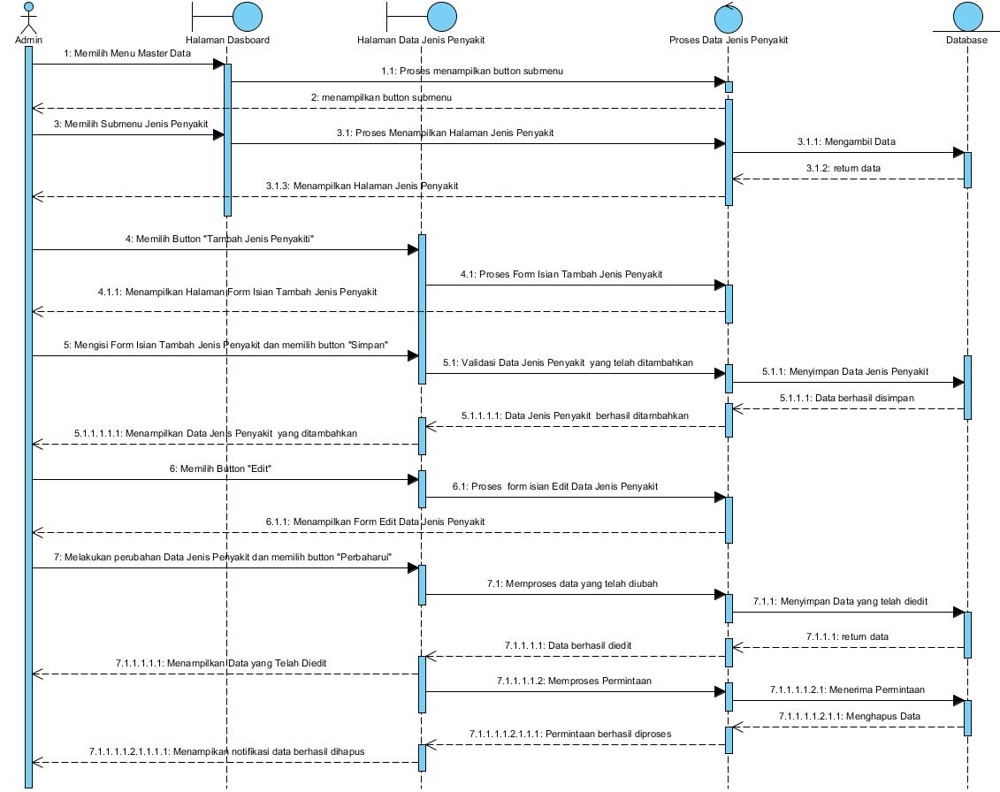 Admin
Halaman Dasboard
Halaman Data Jenis Penyakit
Proses Data Jenis Penyakit
Database
1: Memilih Menu Master Data
1.1: Proses menampilkan button submenu
2: menampilkan button submenu
3: Memilih Submenu Jenis Penyakit
3.1: Proses Menampilkan Halaman Jenis Penyakit
3.1.1: Mengambil Data
3.1.2: return data
3.1.3: Menampilkan Halaman Jenis Penyakit
4: Memilih Button "Tambah Jenis Penyakiti"
4.1: Proses Form Isian Tambah Jenis Penyakit
4.1.1: Menampilkan Halaman Form Isian Tambah Jenis Penyakit
5: Mengisi Form Isian Tambah Jenis Penyakit dan memilih button "Simpan"
5.1: Validasi Data Jenis Penyakit yang telah ditambahkan
5.1.1: Menyimpan Data Jenis Penyakit
5.1.1.1: Data berhasil disimpan
5.1.1.1.1: Data Jenis Penyakit berhasil ditambahkan
5.1.1.1.1.1: Menampilkan Data Jenis Penyakit yang ditambahkan
6: Memilih Button "Edit"
6.1: Proses form isian Edit Data Jenis Penyakit
6.1.1: Menampilkan Form Edit Data Jenis Penyakit
7: Melakukan perubahan Data Jenis Penyakit dan memilih button "Perbaharui"
7.1: Memproses data yang telah diubah
7.1.1: Menyimpan Data yang telah diedit
7.1.1.1: return data
7.1.1.1.1: Data berhasil diedit
7.1.1.1.1.1: Menampilkan Data yang Telah Diedit
7.1.1.1.1.2: Memproses Permintaan
7.1.1.1.1.2.1: Menerima Permintaan
7.1.1.1.1.2.1.1: Menghapus Data
7.1.1.1.1.2.1.1.1: Permintaan berhasil diproses
7.1.1.1.1.2.1.1.1.1: Menampikan notifikasi data berhasil dihapus